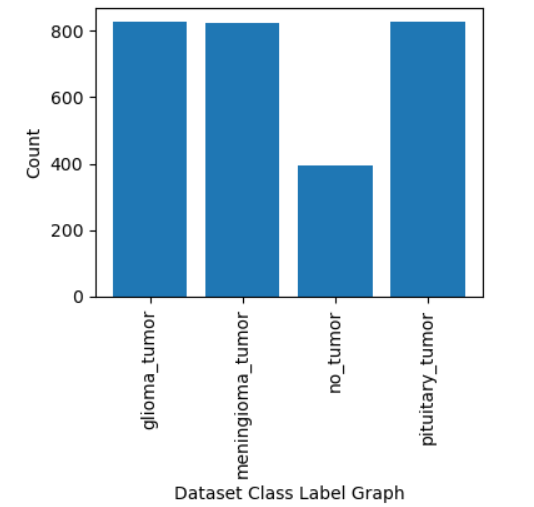 800
600
400
200
0
Count
glioma_tumor
meningioma_tumor
no_tumor
pituitary_tumor
Dataset Class Label Graph